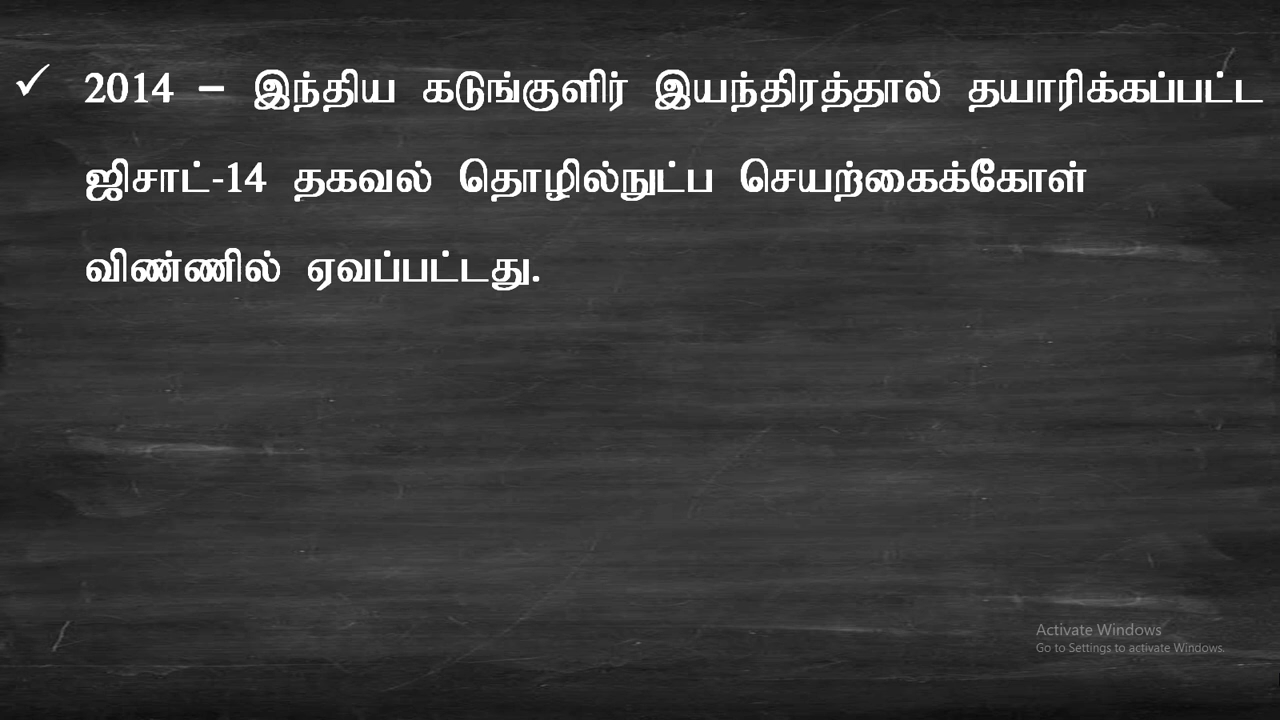 ✓ 2014 – இந்திய கடுங்குளிர் இயந்திரத்தால் தயாரிக்கப்பட்ட
ஜிசாட்-14 தகவல் தொழில்நுட்ப செயற்கைக்கோள்
விண்ணில் ஏவப்பட்டது.
Activate Windows
Go to Settings to activate Windows.